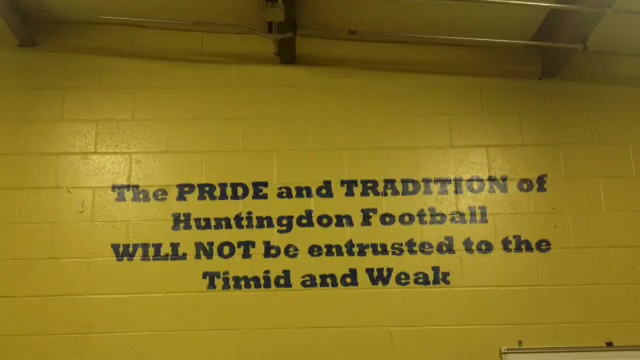 The PRIDE and TRADITION of
Huntingdon Football
WILL NOT be entrusted to the
Timid and Weak